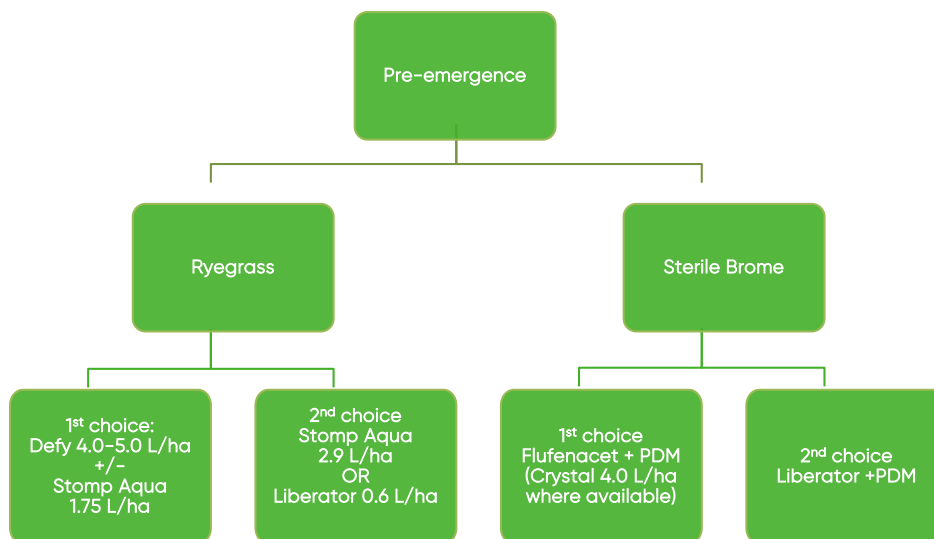 Pre-emergence
Ryegrass
Sterile Brome
1st choice:
Defy 4.0-5.0 L/ha
+/-
Stomp Aqua
1.75 L/ha
2nd choice
Stomp Aqua
2.9 L/ha
OR
Liberator 0.6 L/ha
1st choice
Flufenacet + PDM
(Crystal 4.0 L/ha
where available)
2nd choice
Liberator +PDM